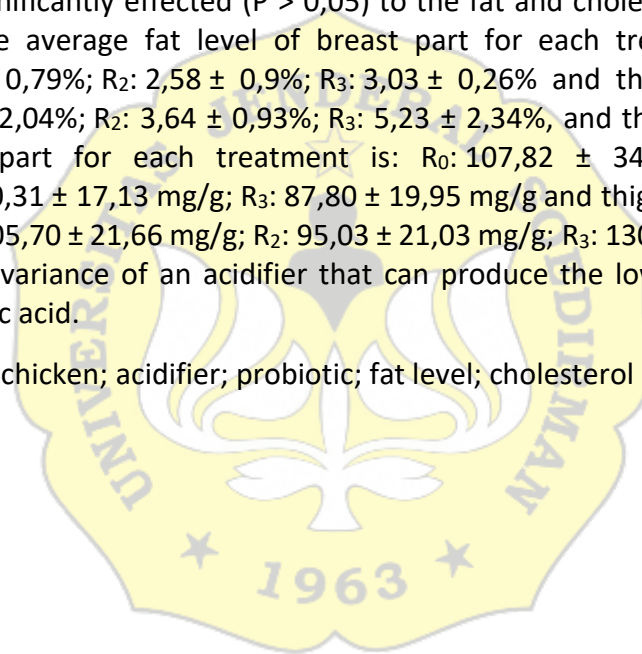 significantly effected (P > 0,05) to the fat and chole
average fat level of breast part for each tre
0,79%; R₂: 2,58 ± 0,9%; R₃: 3,03 ± 0,26% and th
2,04%; R₂: 3,64 ± 0,93%; R₃: 5,23 ± 2,34%, and th
part for each treatment is: R₀: 107,82 ± 34
,31 ± 17,13 mg/g; R₃: 87,80 ± 19,95 mg/g and thig
05,70 ± 21,66 mg/g; R₂: 95,03 ± 21,03 mg/g; R₃: 130
variance of an acidifier that can produce the lo
c acid.
chicken; acidifier; probiotic; fat level; cholesterol
UNIVERSITAS JENDERAL SOEDIRMAN
1963